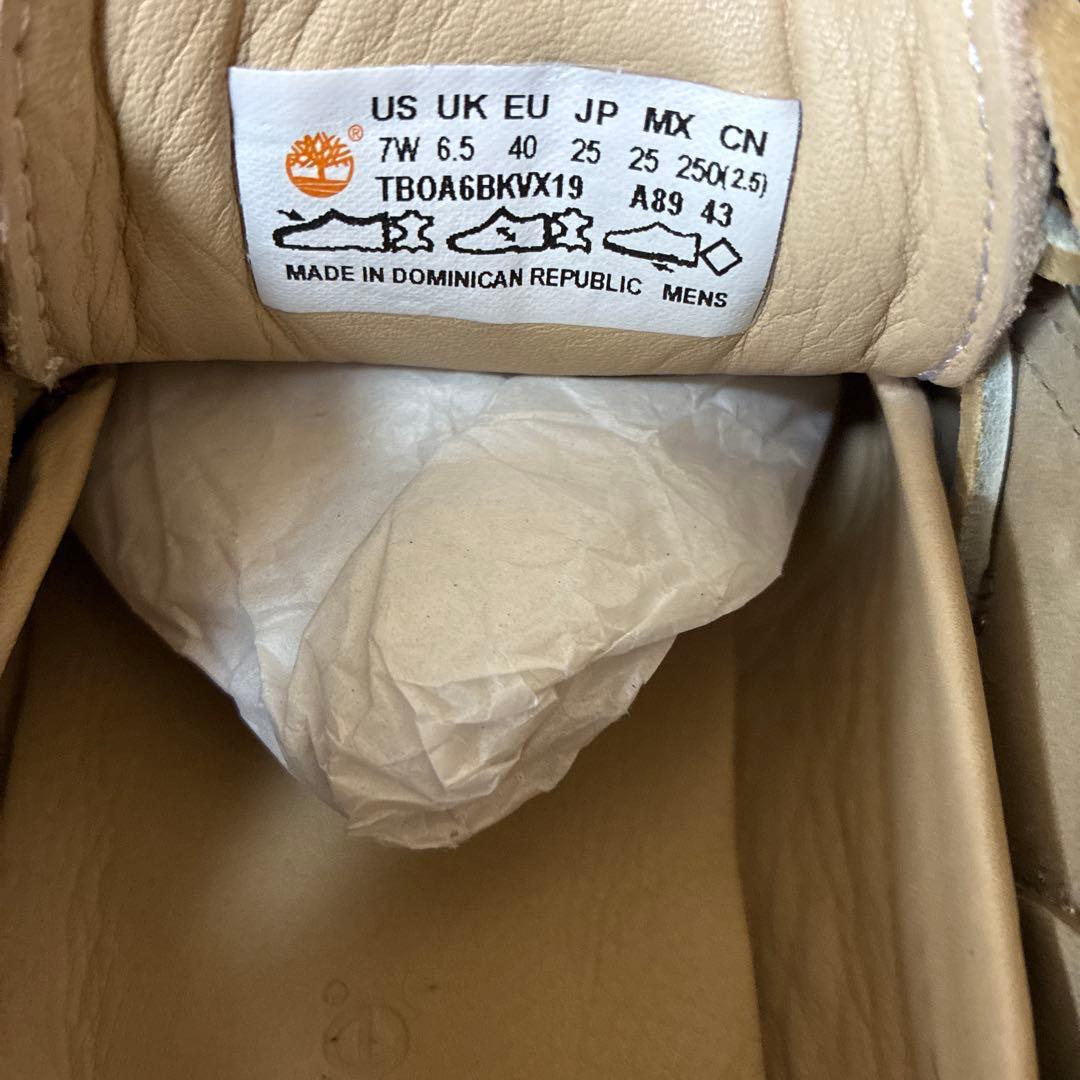 US UK EU JP MX CN
7W 6.5 40 25 25 250(2.5)
®
TB0A6BKVX19 A89 43
MADE IN DOMINICAN REPUBLIC MENS